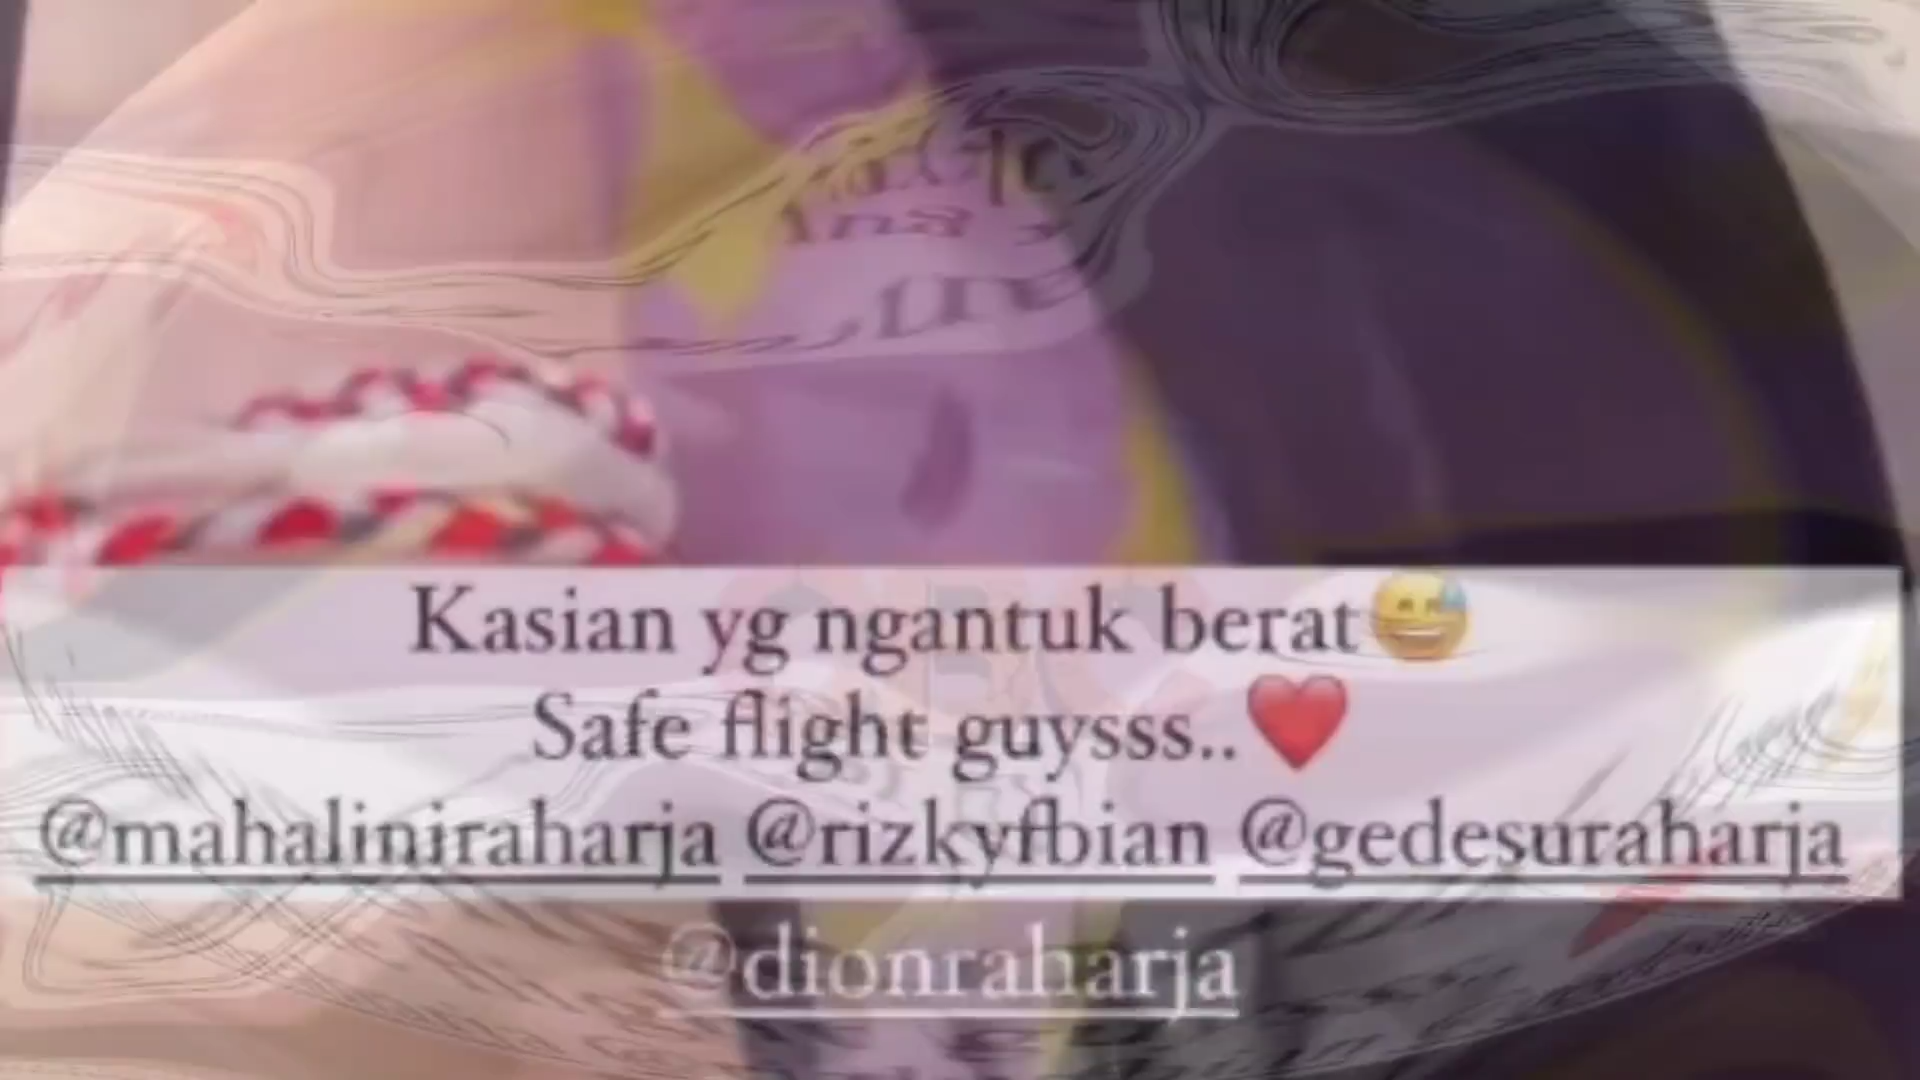 Kasian yg ngantuk berat😅
Safe flight guysss..❤️
@mahaliniraharja @rizkyfbian @gedesuraharja
@dionraharja